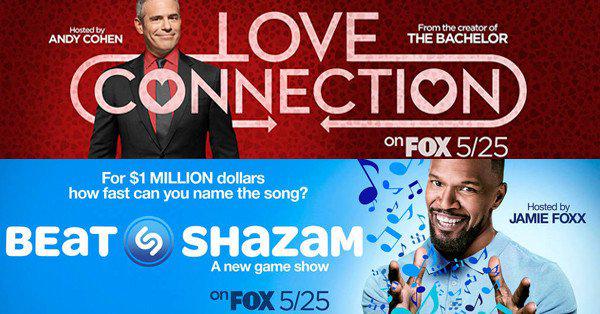 Hosted by
ANDY COHEN
LOVE
CONNECTION
From the creator of
THE BACHELOR
on FOX 5/25
For $1 MILLION dollars
how fast can you name the song?
BEAT SHAZAM
A new game show
on FOX 5/25
Hosted by
JAMIE FOXX